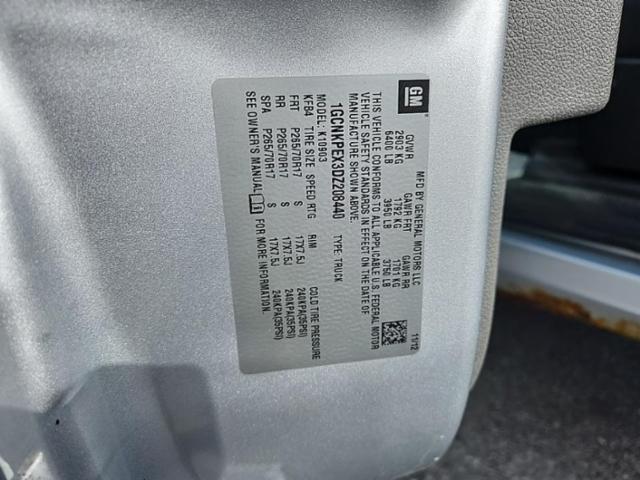 GM
MFD BY GENERAL MOTORS LLC 11/12
GVWR GAWR FRT GAWR RR
2903 KG 1792 KG 1701 KG
6400 LB 3950 LB 3750 LB
THIS VEHICLE CONFORMS TO ALL APPLICABLE U.S. FEDERAL MOTOR
VEHICLE SAFETY STANDARDS IN EFFECT ON THE DATE OF
MANUFACTURE SHOWN ABOVE.
1GCNKPEX3DZ208440 TYPE: TRUCK
MODEL: K10903
KFB4 TIRE SIZE SPEED RTG RIM COLD TIRE PRESSURE
FRT P265/70R17 S 17X7.5J 240KPA(35PSI)
RR P265/70R17 S 17X7.5J 240KPA(35PSI)
SPA P265/70R17 S 17X7.5J 240KPA(35PSI)
SEE OWNER'S MANUAL FOR MORE INFORMATION.